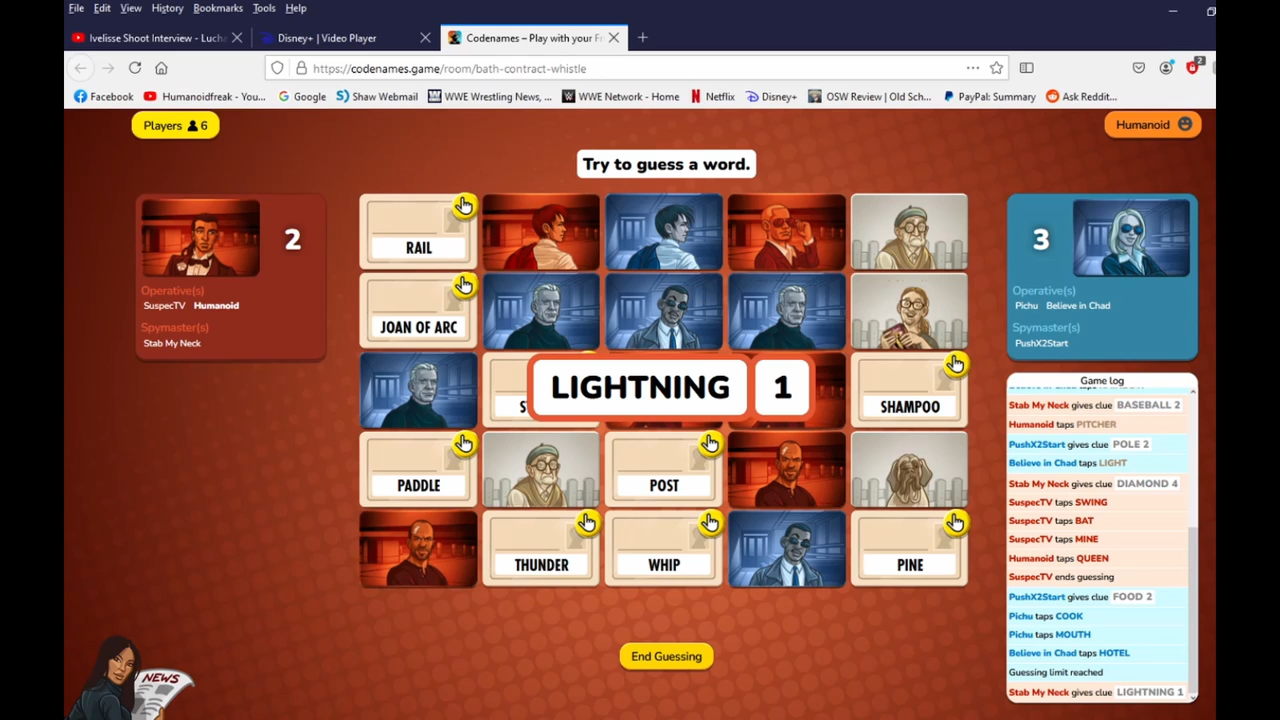 File Edit View History Bookmarks Tools Help
Ivelisse Shoot Interview - Lucha Disney+ | Video Player Codenames – Play with your Fr
https://codenames.game/room/bath-contract-whistle
2
Facebook Humanoidfreak - You... Google Shaw Webmail WWE Wrestling News, ... WWE Network - Home Netflix Disney+ OSW Review | Old Sch... PayPal: Summary Ask Reddit...
Players 6
Humanoid
Try to guess a word.
2
Operative(s)
SuspecTV Humanoid
Spymaster(s)
Stab My Neck
RAIL
JOAN OF ARC
LIGHTNING 1
SHAMPOO
PADDLE
POST
THUNDER
WHIP
PINE
End Guessing
NEWS
3
Operative(s)
Pichu Believe in Chad
Spymaster(s)
PushX2Start
Game log
Stab My Neck gives clue BASEBALL 2
Humanoid taps PITCHER
PushX2Start gives clue POLE 2
Believe in Chad taps LIGHT
Stab My Neck gives clue DIAMOND 4
SuspecTV taps SWING
SuspecTV taps BAT
SuspecTV taps MINE
Humanoid taps QUEEN
SuspecTV ends guessing
PushX2Start gives clue FOOD 2
Pichu taps COOK
Pichu taps MOUTH
Believe in Chad taps HOTEL
Guessing limit reached
Stab My Neck gives clue LIGHTNING 1